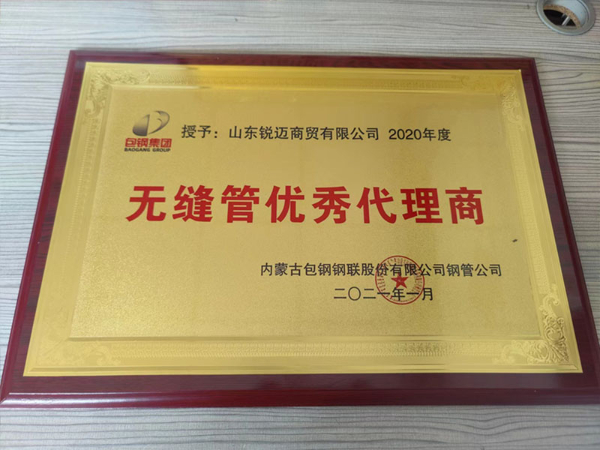 包钢集团
BAOGANG GROUP
授予：山东锐迈商贸有限公司 2020年度
无缝管优秀代理商
内蒙古包钢钢联股份有限公司钢管公司
二〇二一年一月